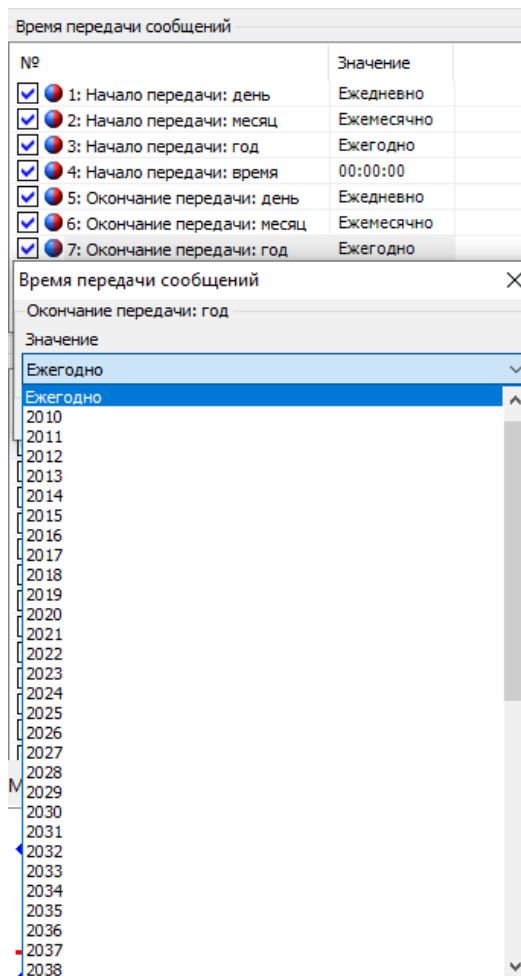 Время передачи сообщений
№ Значение
1: Начало передачи: день Ежедневно
2: Начало передачи: месяц Ежемесячно
3: Начало передачи: год Ежегодно
4: Начало передачи: время 00:00:00
5: Окончание передачи: день Ежедневно
6: Окончание передачи: месяц Ежемесячно
7: Окончание передачи: год Ежегодно
Время передачи сообщений
Окончание передачи: год
Значение
Ежегодно
Ежегодно
2010
2011
2012
2013
2014
2015
2016
2017
2018
2019
2020
2021
2022
2023
2024
2025
2026
2027
2028
2029
2030
2031
2032
2033
2034
2035
2036
2037
2038